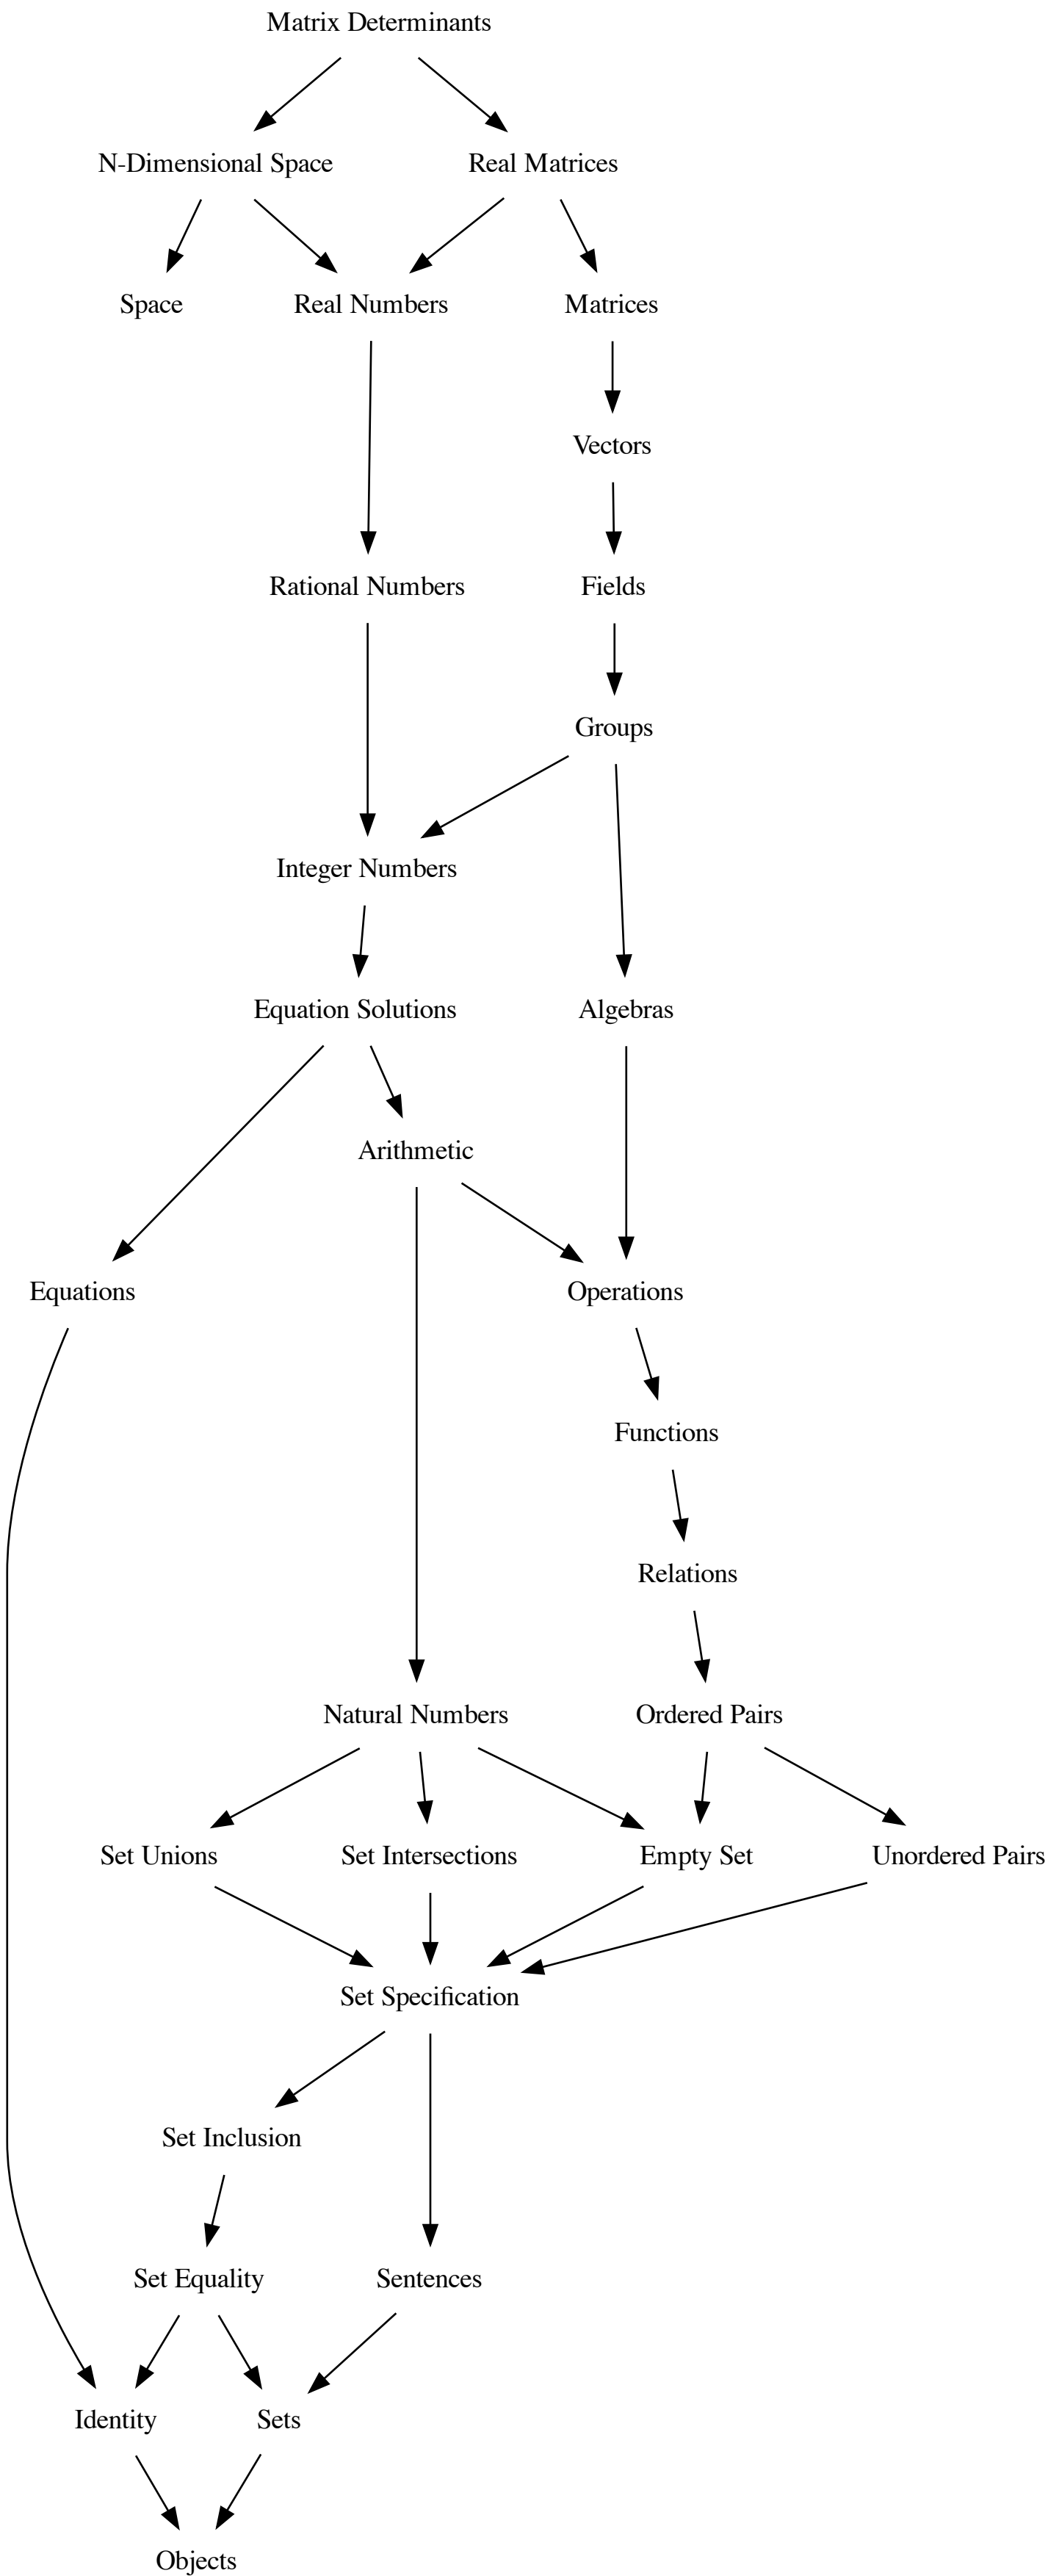 Matrix Determinants
N-Dimensional Space
Real Matrices
Space
Real Numbers
Matrices
Vectors
Rational Numbers
Fields
Groups
Integer Numbers
Equation Solutions
Algebras
Arithmetic
Equations
Operations
Functions
Relations
Natural Numbers
Ordered Pairs
Set Unions
Set Intersections
Empty Set
Unordered Pairs
Set Specification
Set Inclusion
Set Equality
Sentences
Identity
Sets
Objects